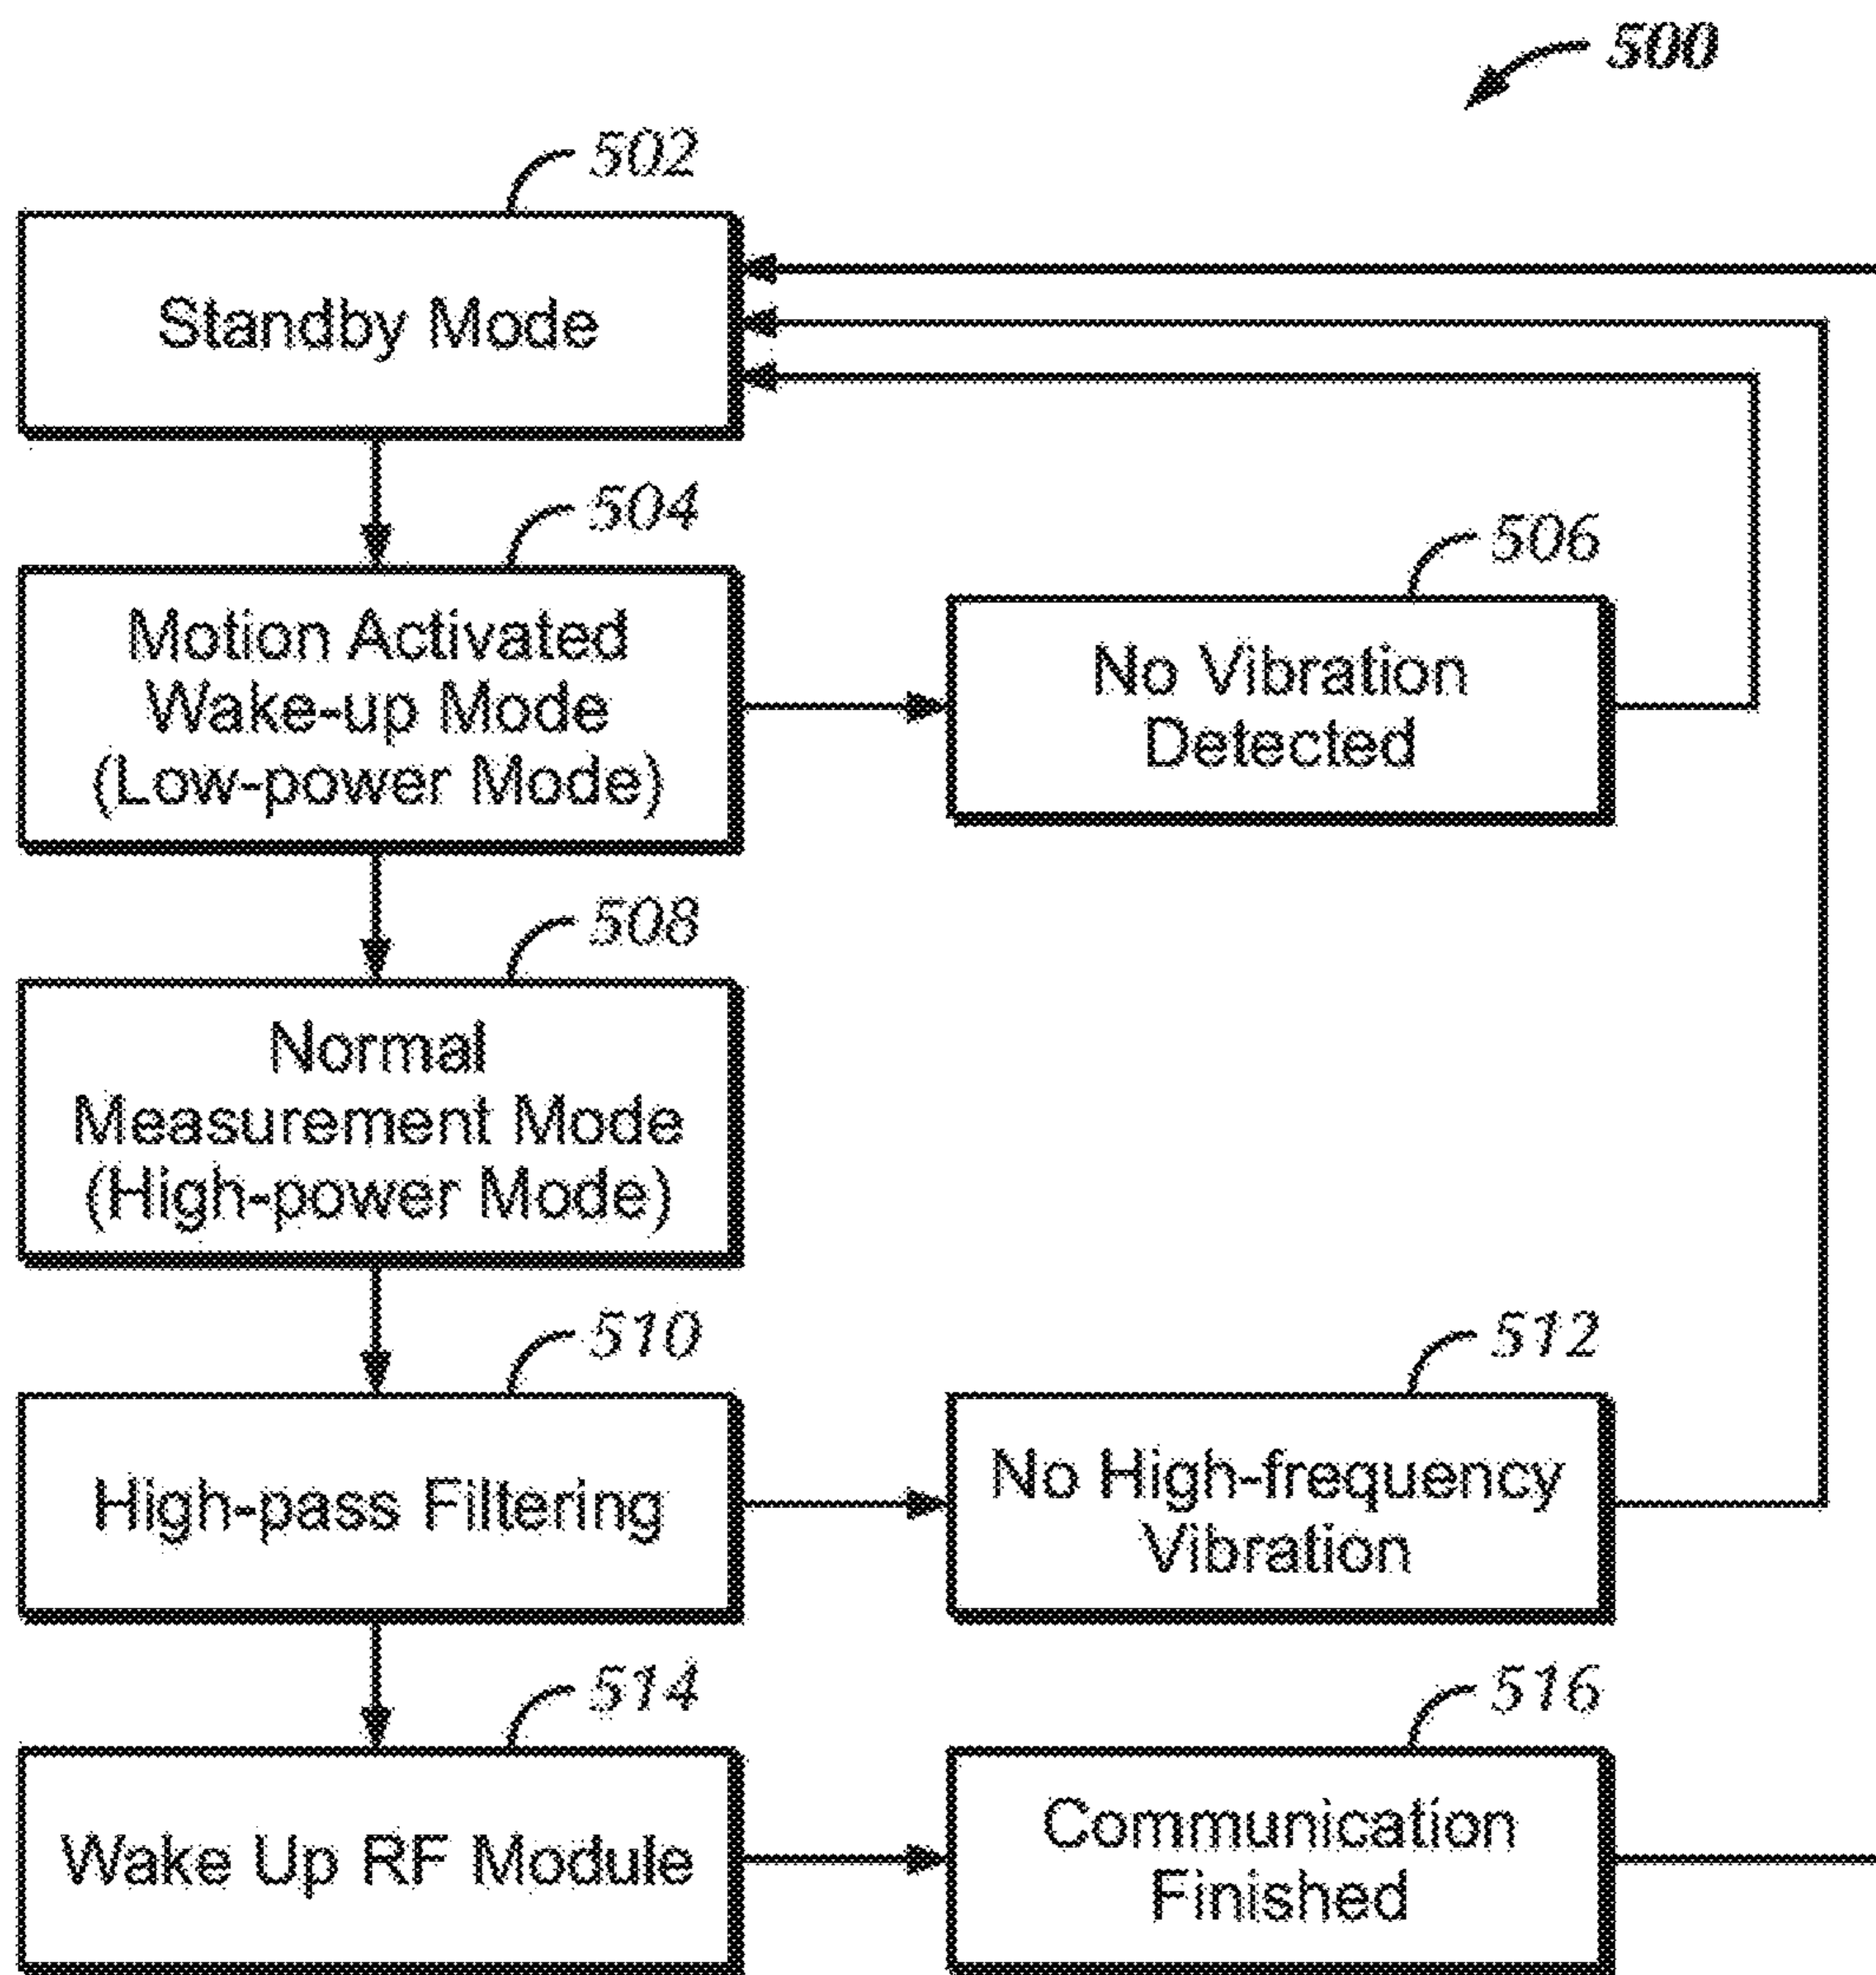 500
502
Standby Mode
504
Motion Activated
Wake-up Mode
(Low-power Mode)
506
No Vibration
Detected
508
Normal
Measurement Mode
(High-power Mode)
510
High-pass Filtering
512
No High-frequency
Vibration
514
Wake Up RF Module
516
Communication
Finished